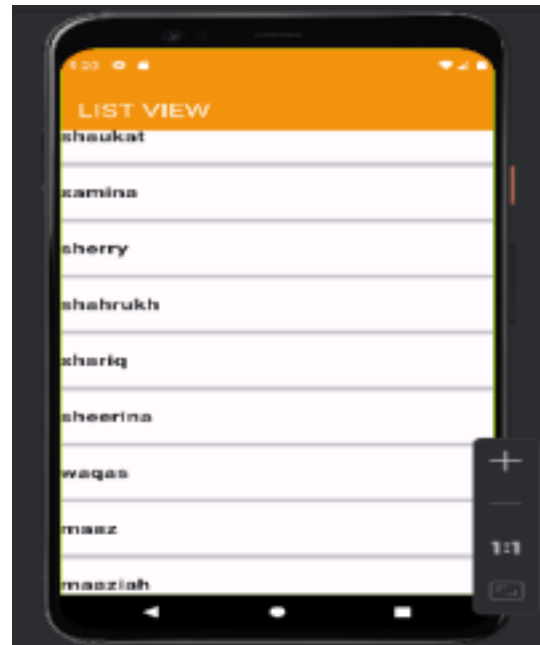 LIST VIEW
shaukat
samina
sherry
shahrukh
shariq
sheerina
waqas
maaz
maaziah
1:1